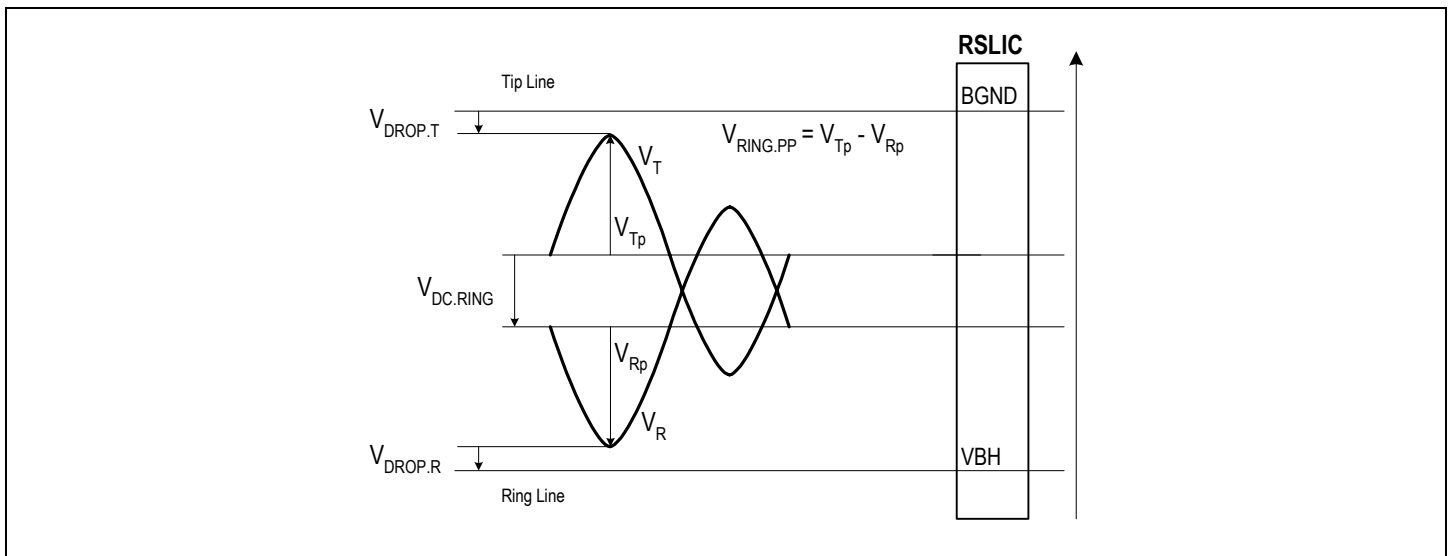 RSLIC
Tip Line
BGND
V_DROP.T
V_RING.PP = V_Tp - V_Rp
V_T
V_Tp
V_DC.RING
V_Rp
V_R
V_DROP.R
VBH
Ring Line